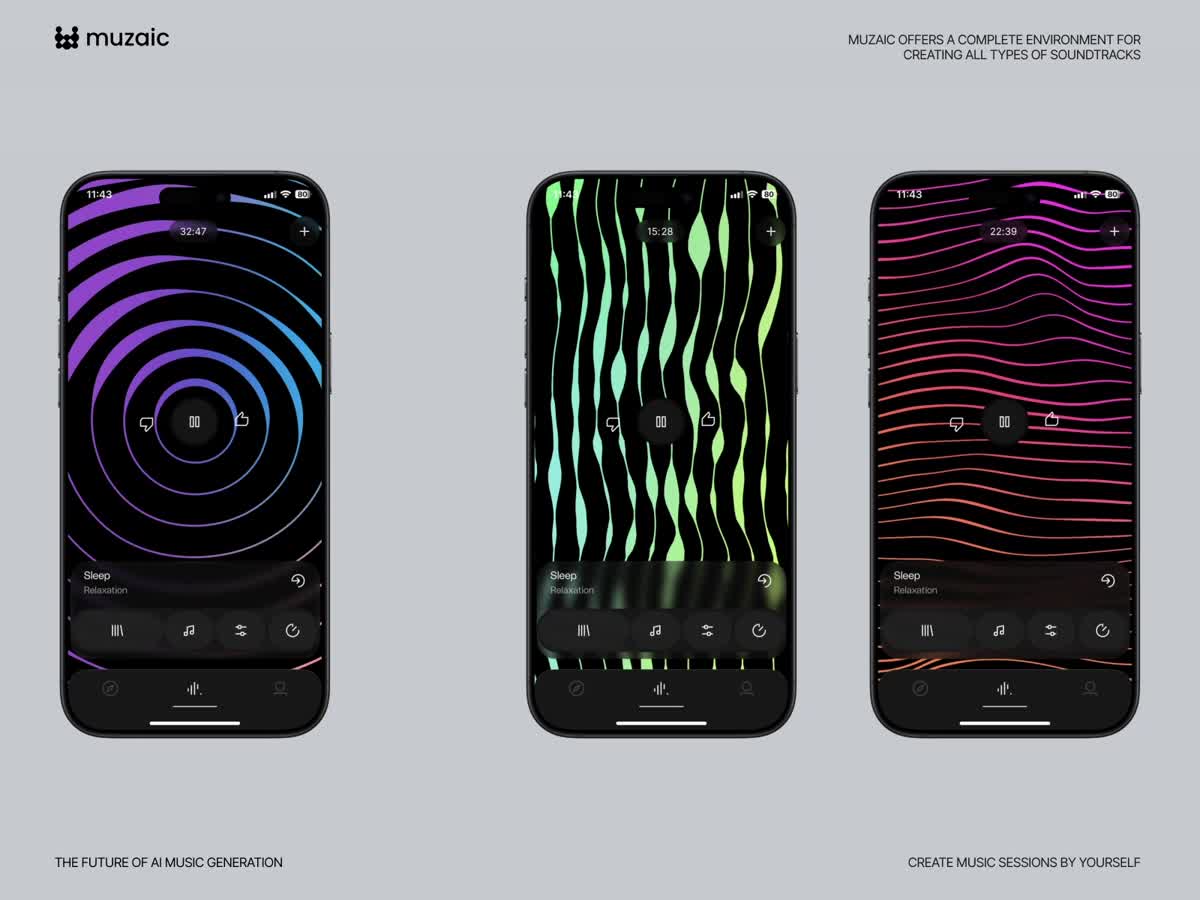 muzaic
MUZAIC OFFERS A COMPLETE ENVIRONMENT FOR
CREATING ALL TYPES OF SOUNDTRACKS
11:43
80
32:47
Sleep
Relaxation
11:43
80
15:28
Sleep
Relaxation
11:43
80
22:39
Sleep
Relaxation
THE FUTURE OF AI MUSIC GENERATION
CREATE MUSIC SESSIONS BY YOURSELF